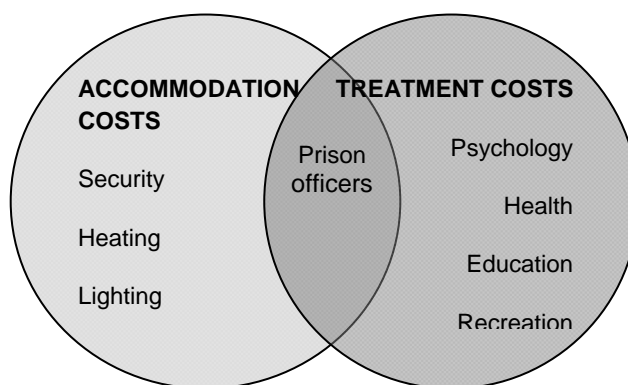 ACCOMMODATION
COSTS
Security
Heating
Lighting
Prison
officers
TREATMENT COSTS
Psychology
Health
Education
Recreation